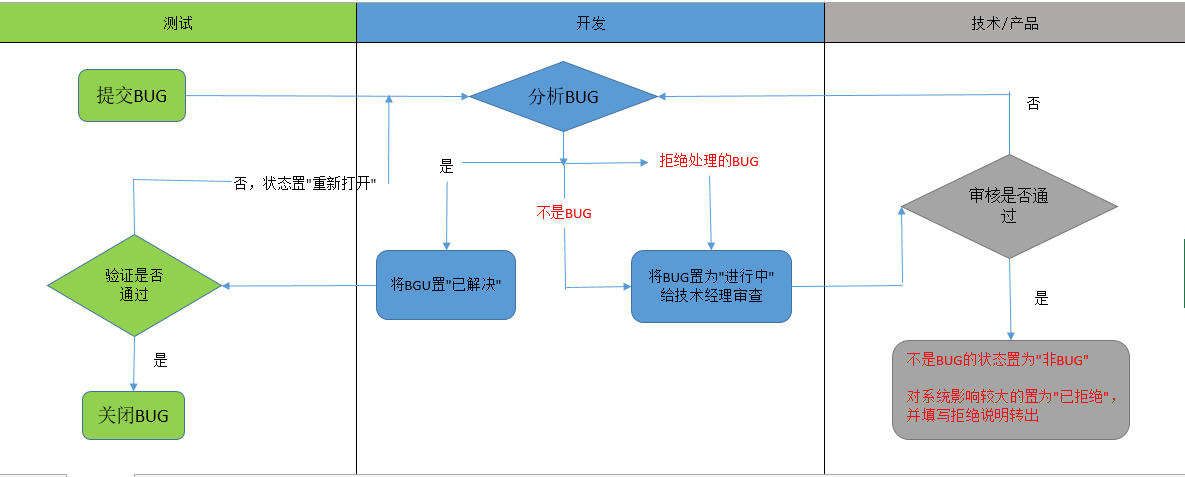 测试
开发
技术/产品
提交BUG
分析BUG
否
是
拒绝处理的BUG
否，状态置"重新打开"
审核是否通
过
不是BUG
验证是否
通过
将BGU置"已解决"
将BUG置为"进行中"
给技术经理审查
是
是
不是BUG的状态置为"非BUG"
对系统影响较大的置为"已拒绝"，
并填写拒绝说明转出
关闭BUG